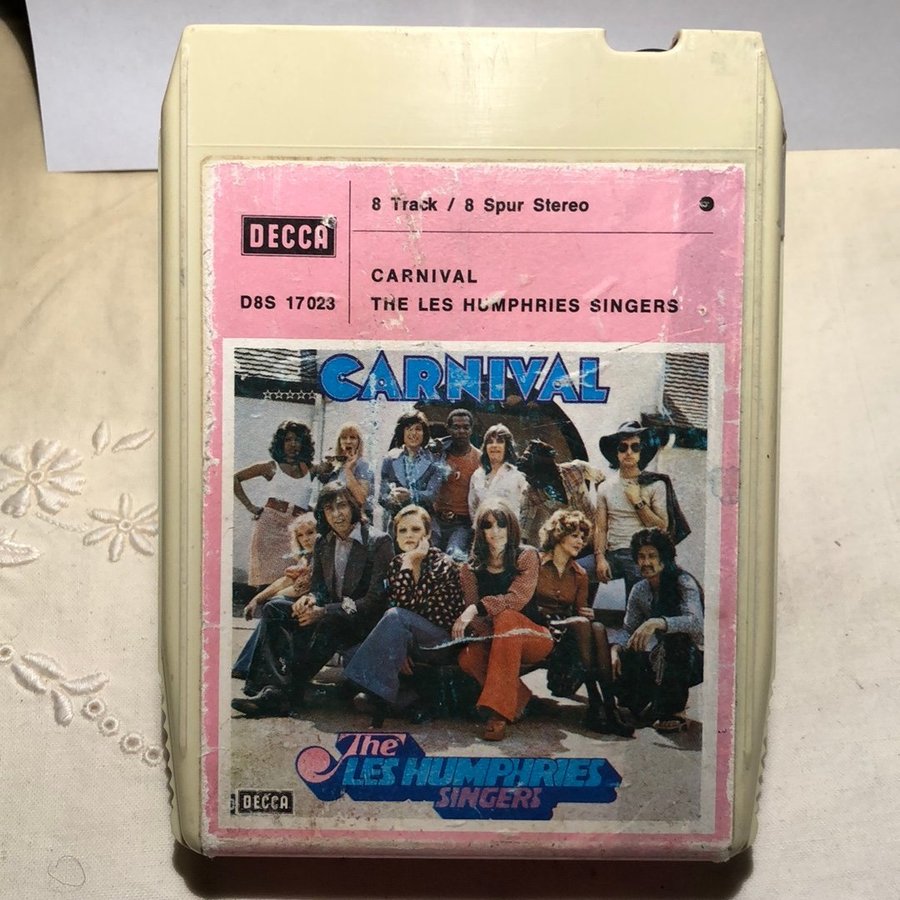 8 Track / 8 Spur Stereo
DECCA
CARNIVAL
D8S 17023
THE LES HUMPHRIES SINGERS
CARNIVAL
The
LES HUMPHRIES
SINGERS
DECCA